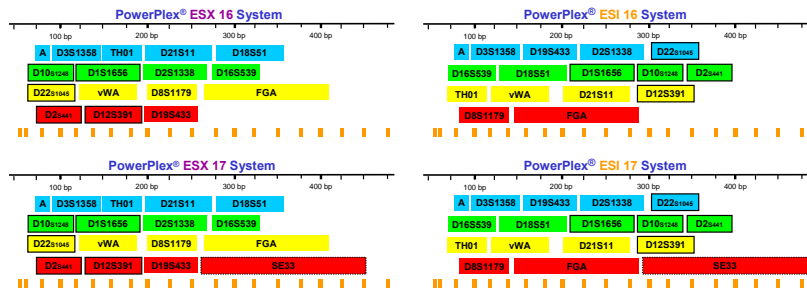 PowerPlex® ESX 16 System
100 bp 200 bp 300 bp 400 bp
A D3S1358 TH01 D21S11 D18S51
D10S1248 D1S1656 D2S1338 D16S539
D22S1045 vWA D8S1179 FGA
D2S441 D12S391 D19S433
PowerPlex® ESI 16 System
100 bp 200 bp 300 bp 400 bp
A D3S1358 D19S433 D2S1338 D22S1045
D16S539 D18S51 D1S1656 D10S1248 D2S441
TH01 vWA D21S11 D12S391
D8S1179 FGA
PowerPlex® ESX 17 System
100 bp 200 bp 300 bp 400 bp
A D3S1358 TH01 D21S11 D18S51
D10S1248 D1S1656 D2S1338 D16S539
D22S1045 vWA D8S1179 FGA
D2S441 D12S391 D19S433 SE33
PowerPlex® ESI 17 System
100 bp 200 bp 300 bp 400 bp
A D3S1358 D19S433 D2S1338 D22S1045
D16S539 D18S51 D1S1656 D10S1248 D2S441
TH01 vWA D21S11 D12S391
D8S1179 FGA SE33